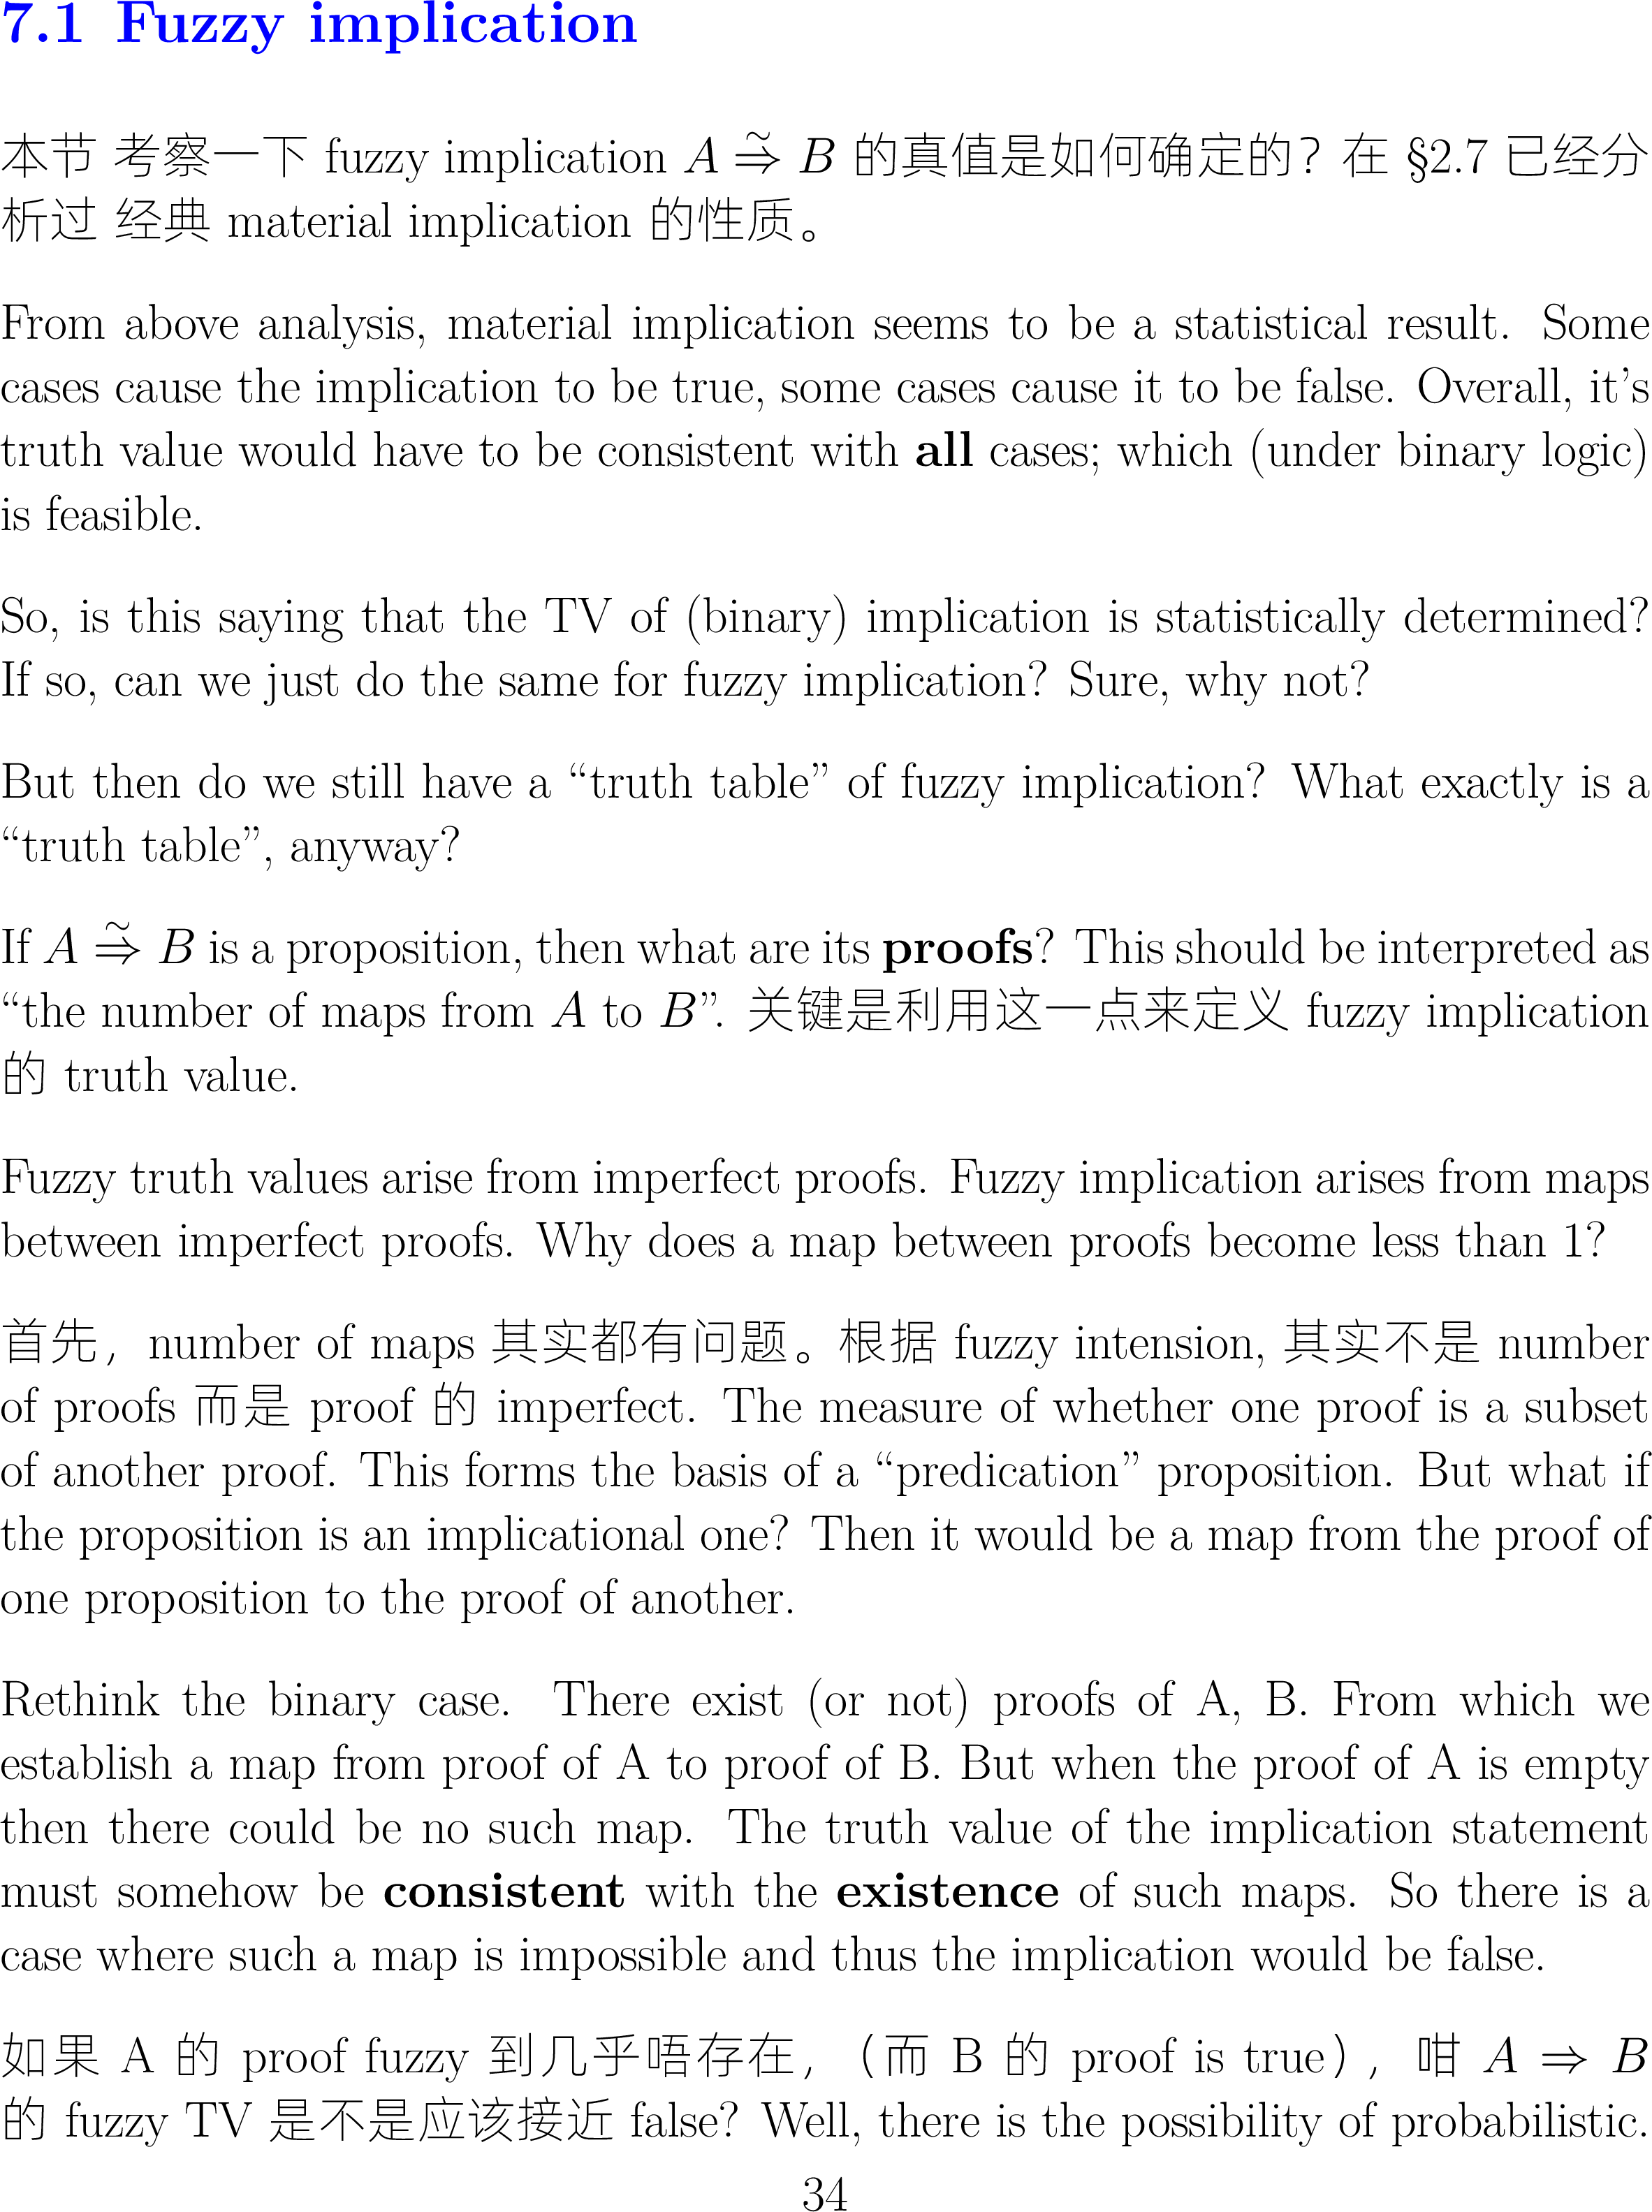 7.1 Fuzzy implication
本节 考察一下 fuzzy implication A ⇒̃ B 的真值是如何确定的？在 §2.7 已经分
析过 经典 material implication 的性质。
From above analysis, material implication seems to be a statistical result. Some
cases cause the implication to be true, some cases cause it to be false. Overall, it's
truth value would have to be consistent with all cases; which (under binary logic)
is feasible.
So, is this saying that the TV of (binary) implication is statistically determined?
If so, can we just do the same for fuzzy implication? Sure, why not?
But then do we still have a “truth table” of fuzzy implication? What exactly is a
“truth table”, anyway?
If A ⇒̃ B is a proposition, then what are its proofs? This should be interpreted as
“the number of maps from A to B”. 关键是利用这一点来定义 fuzzy implication
的 truth value.
Fuzzy truth values arise from imperfect proofs. Fuzzy implication arises from maps
between imperfect proofs. Why does a map between proofs become less than 1?
首先，number of maps 其实都有问题。根据 fuzzy intension, 其实不是 number
of proofs 而是 proof 的 imperfect. The measure of whether one proof is a subset
of another proof. This forms the basis of a “predication” proposition. But what if
the proposition is an implicational one? Then it would be a map from the proof of
one proposition to the proof of another.
Rethink the binary case. There exist (or not) proofs of A, B. From which we
establish a map from proof of A to proof of B. But when the proof of A is empty
then there could be no such map. The truth value of the implication statement
must somehow be consistent with the existence of such maps. So there is a
case where such a map is impossible and thus the implication would be false.
如果 A 的 proof fuzzy 到几乎唔存在，（而 B 的 proof is true），咁 A ⇒ B
的 fuzzy TV 是不是应该接近 false? Well, there is the possibility of probabilistic.
34